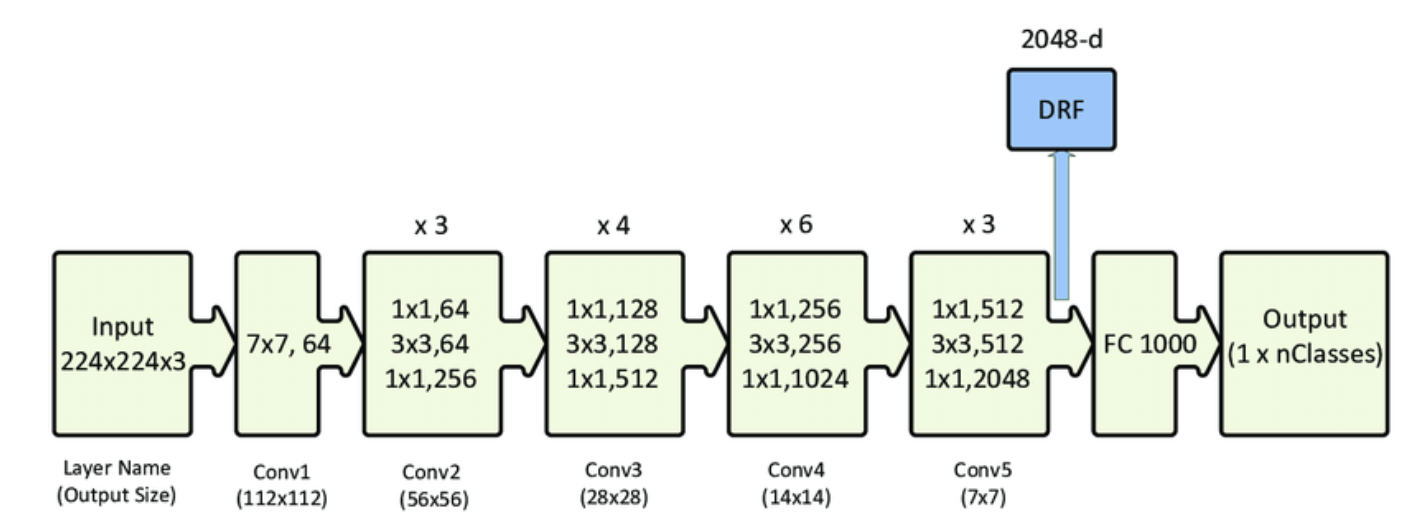 2048-d
DRF
x 3
x 4
x 6
x 3
Input
224x224x3
7x7, 64
1x1,64
3x3,64
1x1,256
1x1,128
3x3,128
1x1,512
1x1,256
3x3,256
1x1,1024
1x1,512
3x3,512
1x1,2048
FC 1000
Output
(1 x nClasses)
Layer Name
(Output Size)
Conv1
(112x112)
Conv2
(56x56)
Conv3
(28x28)
Conv4
(14x14)
Conv5
(7x7)